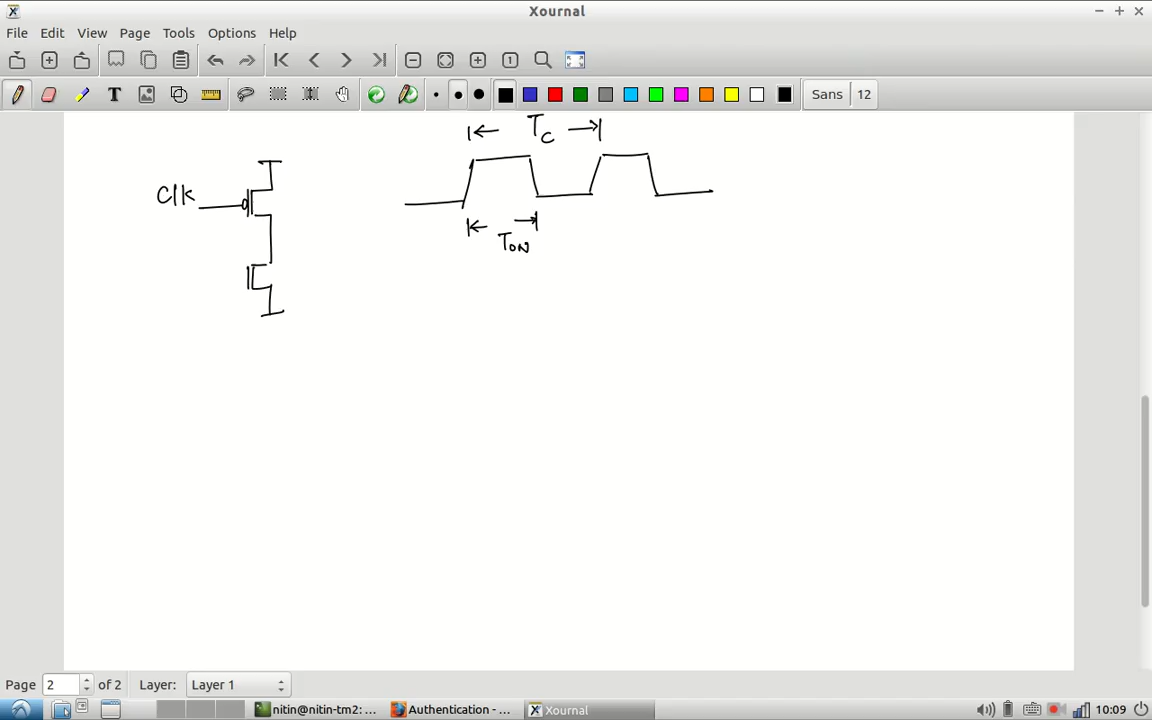 Xournal
File Edit View Page Tools Options Help
Sans 12
Tc
Clk
TON
Page 2 of 2 Layer: Layer 1
nitin@nitin-tm2: ... Authentication - ... Xournal 10:09